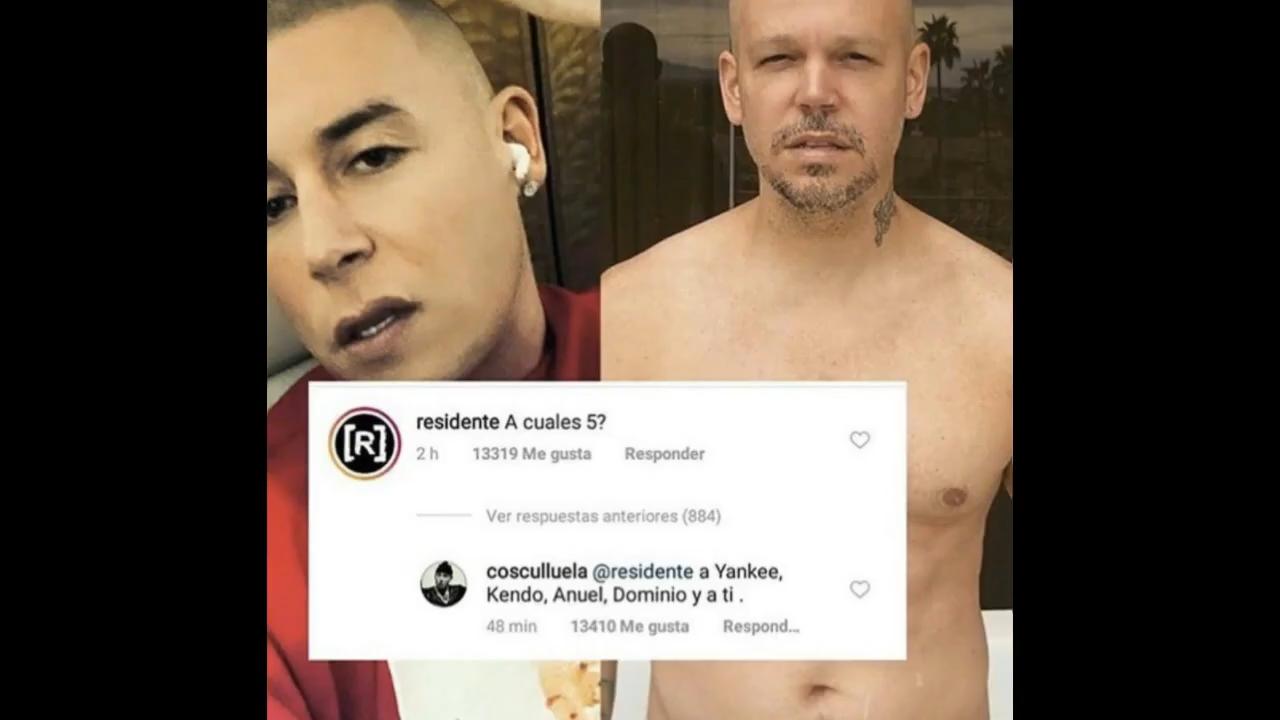 [R]
residente A cuales 5?
2 h 13319 Me gusta Responder
Ver respuestas anteriores (884)
cosculluela @residente a Yankee,
Kendo, Anuel, Dominio y a ti .
48 min 13410 Me gusta Respond...